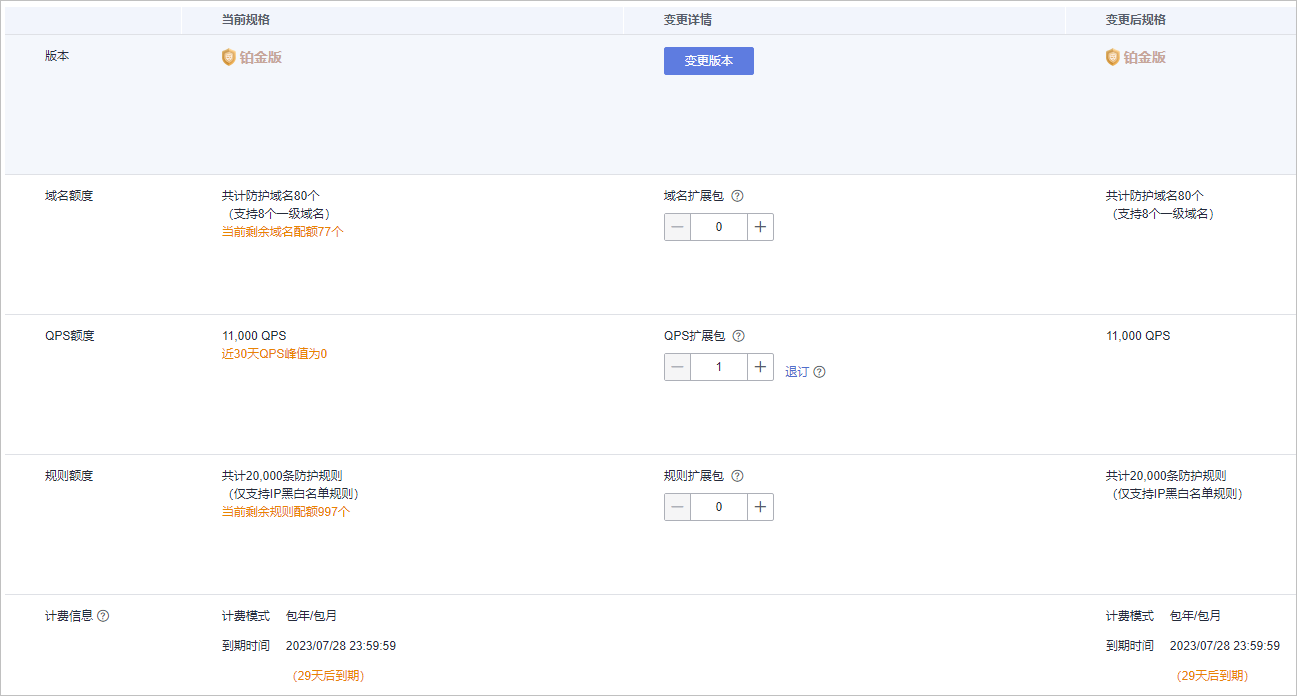 当前规格 变更详情 变更后规格
版本 铂金版 变更版本 铂金版
域名额度 共计防护域名80个 域名扩展包 共计防护域名80个
（支持8个一级域名） （支持8个一级域名）
当前剩余域名配额77个 0
QPS额度 11,000 QPS QPS扩展包 11,000 QPS
近30天QPS峰值为0 1 退订
规则额度 共计20,000条防护规则 规则扩展包 共计20,000条防护规则
（仅支持IP黑白名单规则） （仅支持IP黑白名单规则）
当前剩余规则配额997个 0
计费信息 计费模式 包年/包月 计费模式 包年/包月
到期时间 2023/07/28 23:59:59 到期时间 2023/07/28 23:59:59
(29天后到期) (29天后到期)